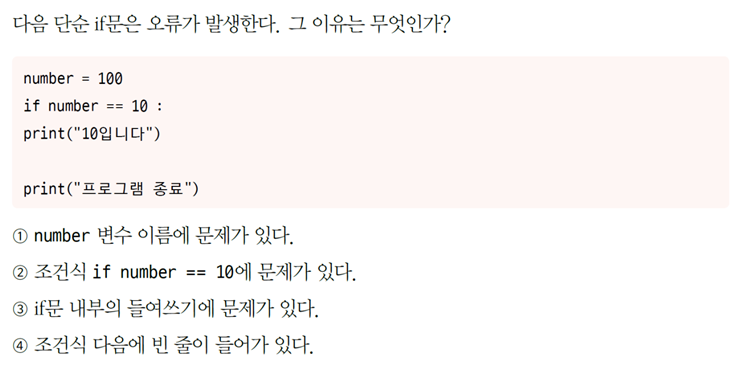 다음 단순 if문은 오류가 발생한다. 그 이유는 무엇인가?
number = 100
if number == 10 :
print("10입니다")
print("프로그램 종료")
① number 변수 이름에 문제가 있다.
② 조건식 if number == 10에 문제가 있다.
③ if문 내부의 들여쓰기에 문제가 있다.
④ 조건식 다음에 빈 줄이 들어가 있다.